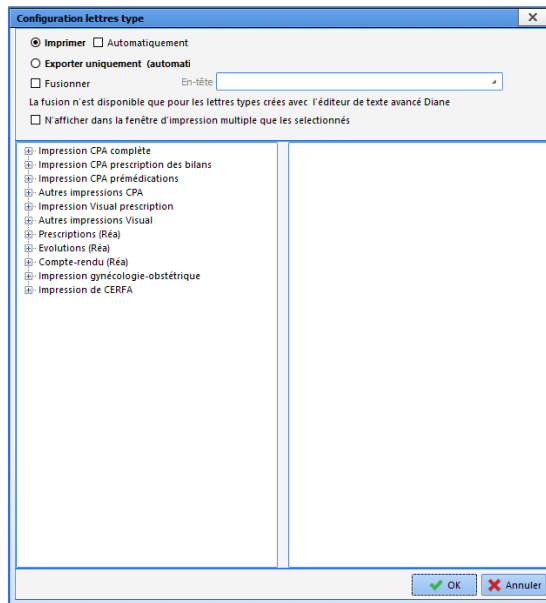 Configuration lettres type
Imprimer Automatiquement
Exporter uniquement (automati
Fusionner En-tête
La fusion n'est disponible que pour les lettres types crées avec l'éditeur de texte avancé Diane
N'afficher dans la fenêtre d'impression multiple que les selectionnés
Impression CPA complète
Impression CPA prescription des bilans
Impression CPA prémédications
Autres impressions CPA
Impression Visual prescription
Autres impressions Visual
Prescriptions (Réa)
Evolutions (Réa)
Compte-rendu (Réa)
Impression gynécologie-obstétrique
Impression de CERFA
OK Annuler